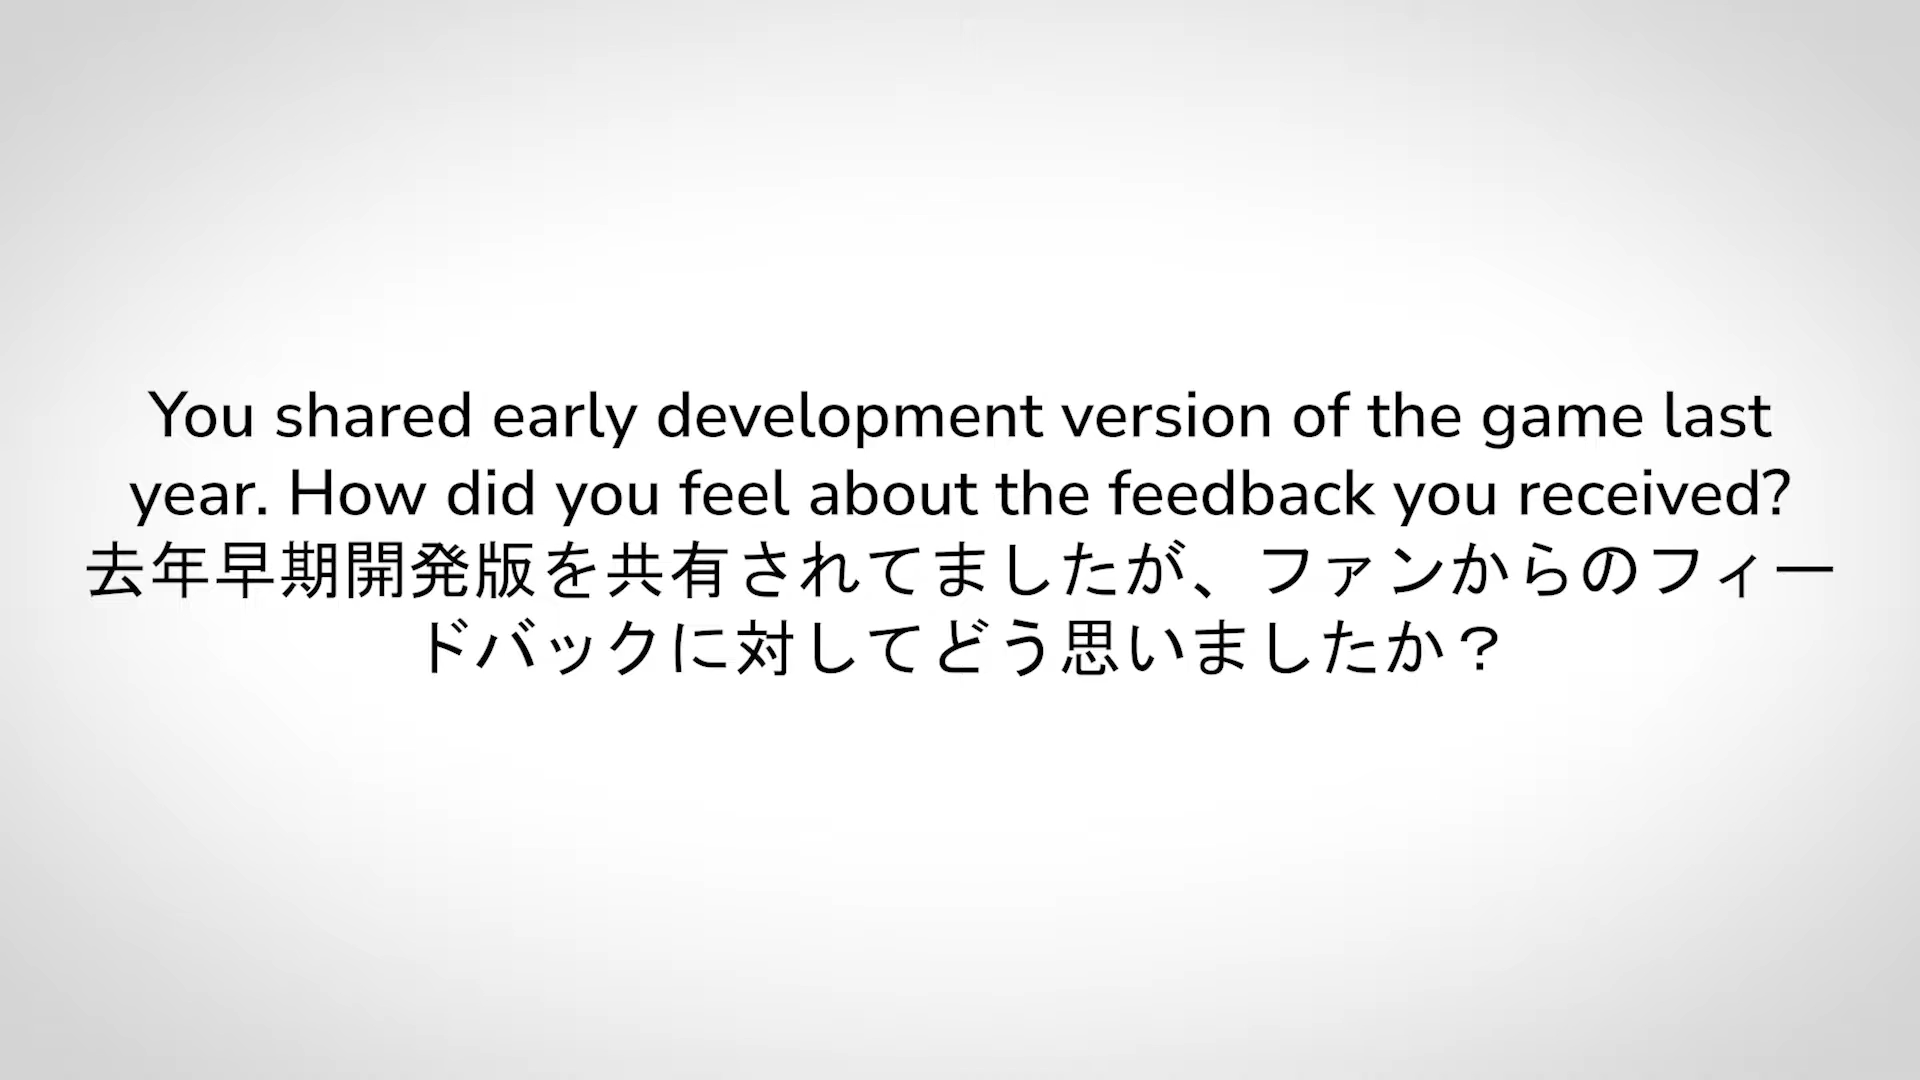 You shared early development version of the game last
year. How did you feel about the feedback you received?
去年早期開発版を共有されてましたが、ファンからのフィー
ドバックに対してどう思いましたか？